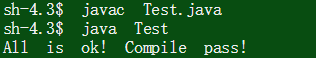 sh-4.3$ javac Test.java
sh-4.3$ java Test
All is ok! Compile pass!